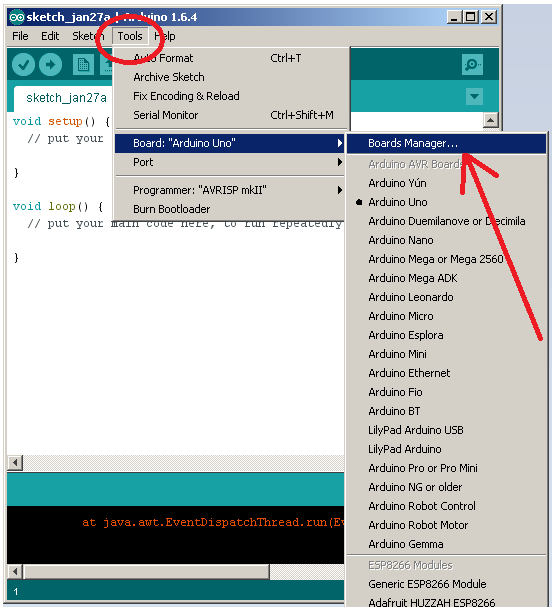 sketch_jan27a | Arduino 1.6.4
File Edit Sketch Tools Help
Auto Format Ctrl+T
Archive Sketch
sketch_jan27a
Fix Encoding & Reload
Serial Monitor Ctrl+Shift+M
void setup() {
// put your
Board: "Arduino Uno"
Port
}
Programmer: "AVRISP mkII"
Burn Bootloader
void loop() {
// put your main code here, to run repeatedly
}
Boards Manager...
Arduino AVR Boards
Arduino Yún
Arduino Uno
Arduino Duemilanove or Diecimila
Arduino Nano
Arduino Mega or Mega 2560
Arduino Mega ADK
Arduino Leonardo
Arduino Micro
Arduino Esplora
Arduino Mini
Arduino Ethernet
Arduino Fio
Arduino BT
LilyPad Arduino USB
LilyPad Arduino
Arduino Pro or Pro Mini
Arduino NG or older
Arduino Robot Control
Arduino Robot Motor
Arduino Gemma
ESP8266 Modules
Generic ESP8266 Module
Adafruit HUZZAH ESP8266
at java.awt.EventDispatchThread.run(Ev
1